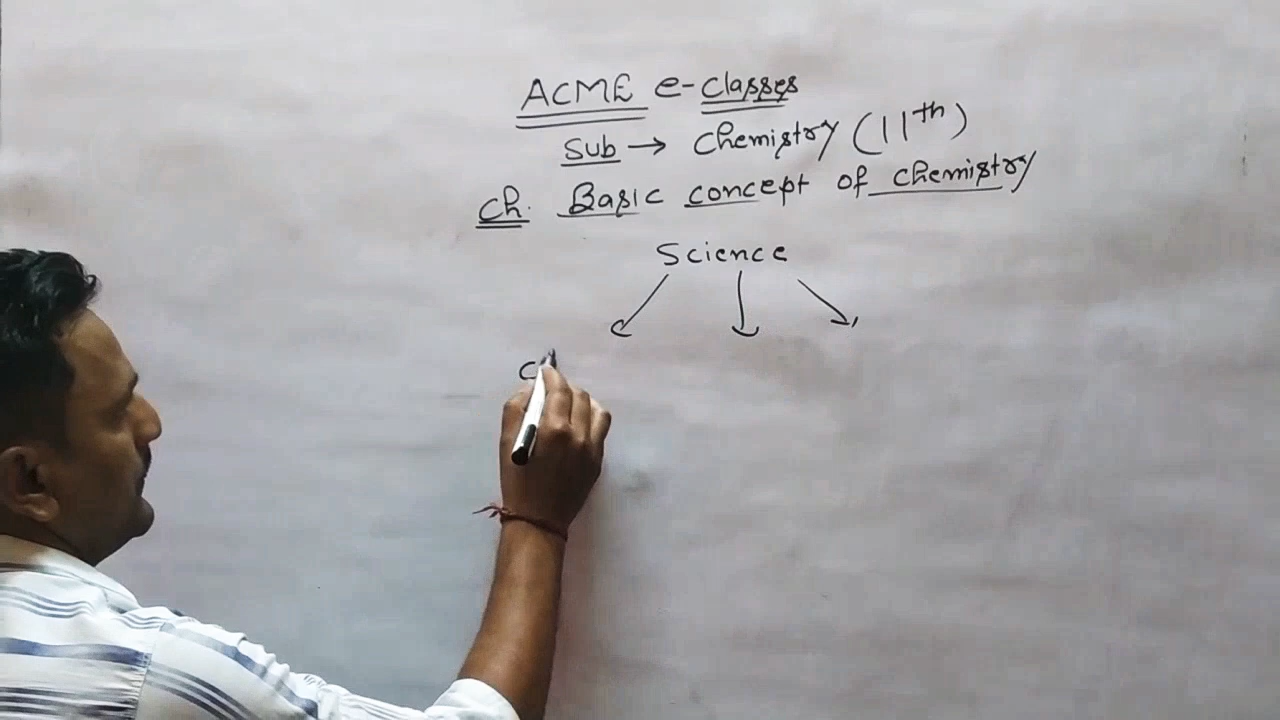 ACME e-classes
Sub → Chemistry (11th)
Ch. Basic concept of chemistry
Science
C